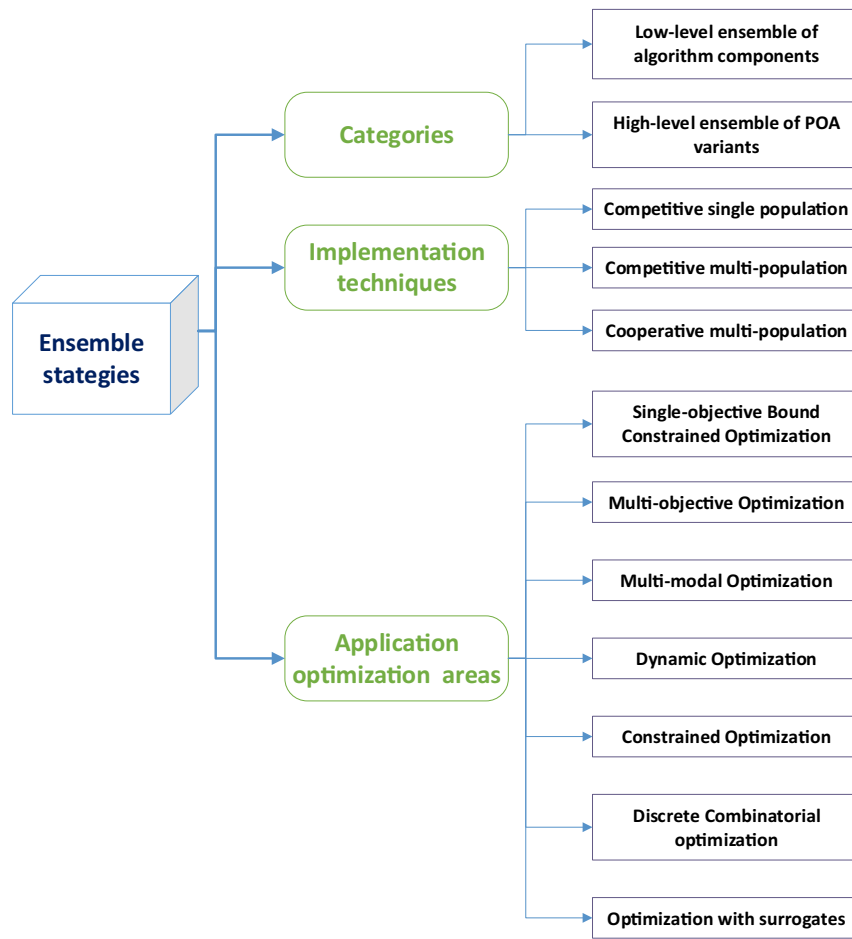 Ensemble
stategies
Categories
Low-level ensemble of
algorithm components
High-level ensemble of POA
variants
Implementation
techniques
Competitive single population
Competitive multi-population
Cooperative multi-population
Application
optimization areas
Single-objective Bound
Constrained Optimization
Multi-objective Optimization
Multi-modal Optimization
Dynamic Optimization
Constrained Optimization
Discrete Combinatorial
optimization
Optimization with surrogates